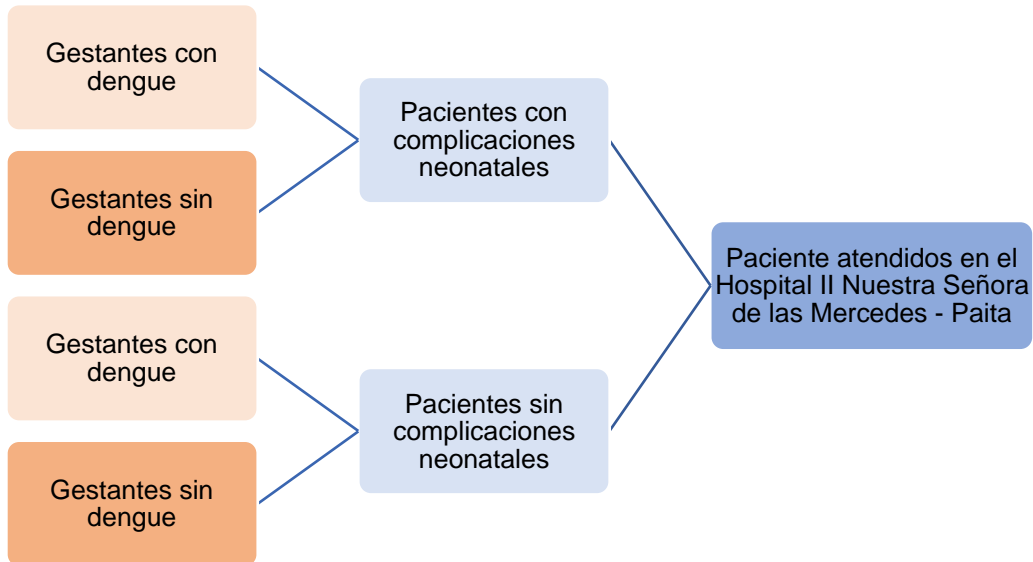 Gestantes con
dengue
Gestantes sin
dengue
Gestantes con
dengue
Gestantes sin
dengue
Pacientes con
complicaciones
neonatales
Pacientes sin
complicaciones
neonatales
Paciente atendidos en el
Hospital II Nuestra Señora
de las Mercedes - Paita